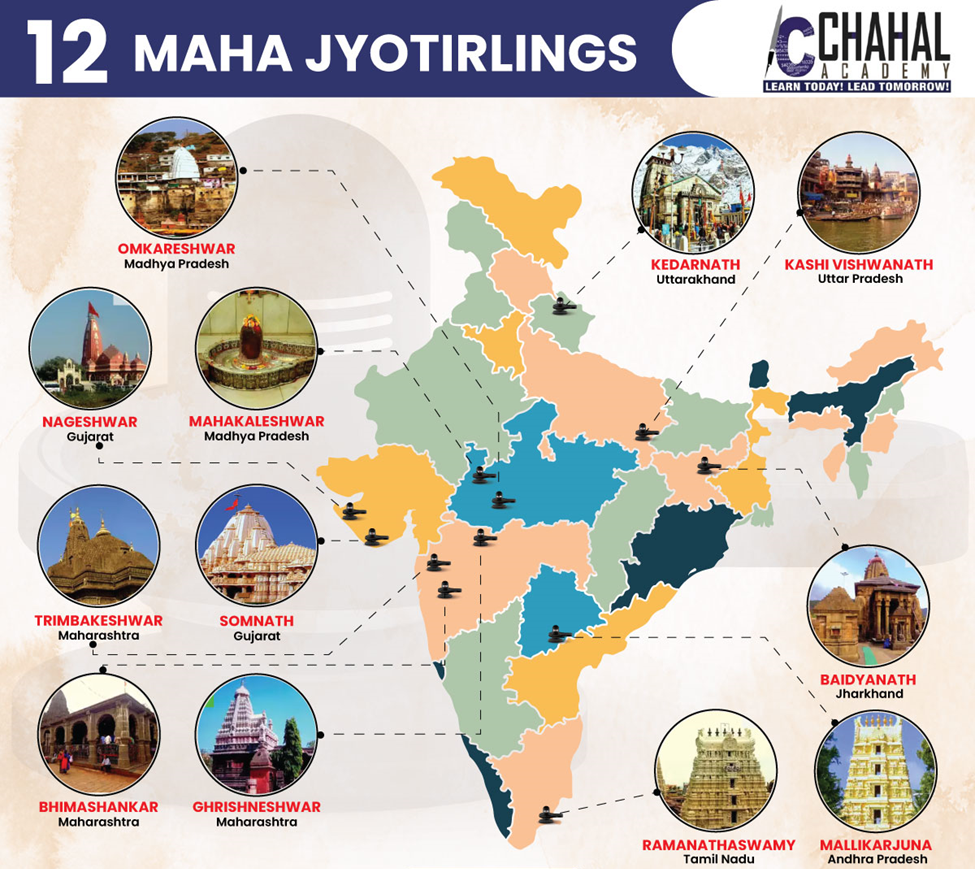 12 MAHA JYOTIRLINGS
CHAHAL
ACADEMY
LEARN TODAY! LEAD TOMORROW!
OMKARESHWAR
Madhya Pradesh
KEDARNATH
Uttarakhand
KASHI VISHWANATH
Uttar Pradesh
NAGESHWAR
Gujarat
MAHAKALESHWAR
Madhya Pradesh
TRIMBAKESHWAR
Maharashtra
SOMNATH
Gujarat
BAIDYANATH
Jharkhand
BHIMASHANKAR
Maharashtra
GHRISHNESHWAR
Maharashtra
RAMANATHASWAMY
Tamil Nadu
MALLIKARJUNA
Andhra Pradesh